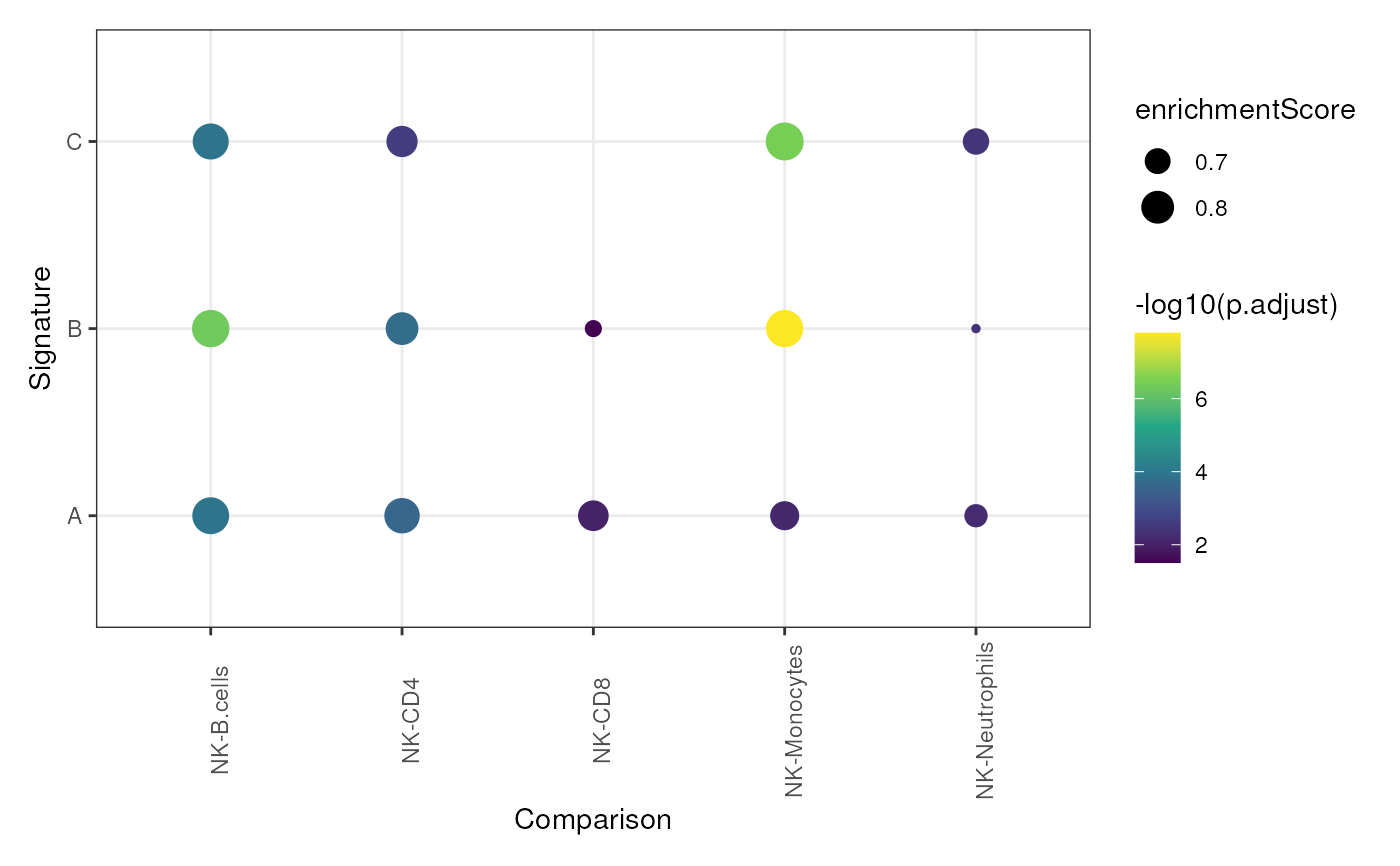 Signature
C
B
A
NK-B.cells
NK-CD4
NK-CD8
NK-Monocytes
NK-Neutrophils
Comparison
enrichmentScore
0.7
0.8
-log10(p.adjust)
6
4
2